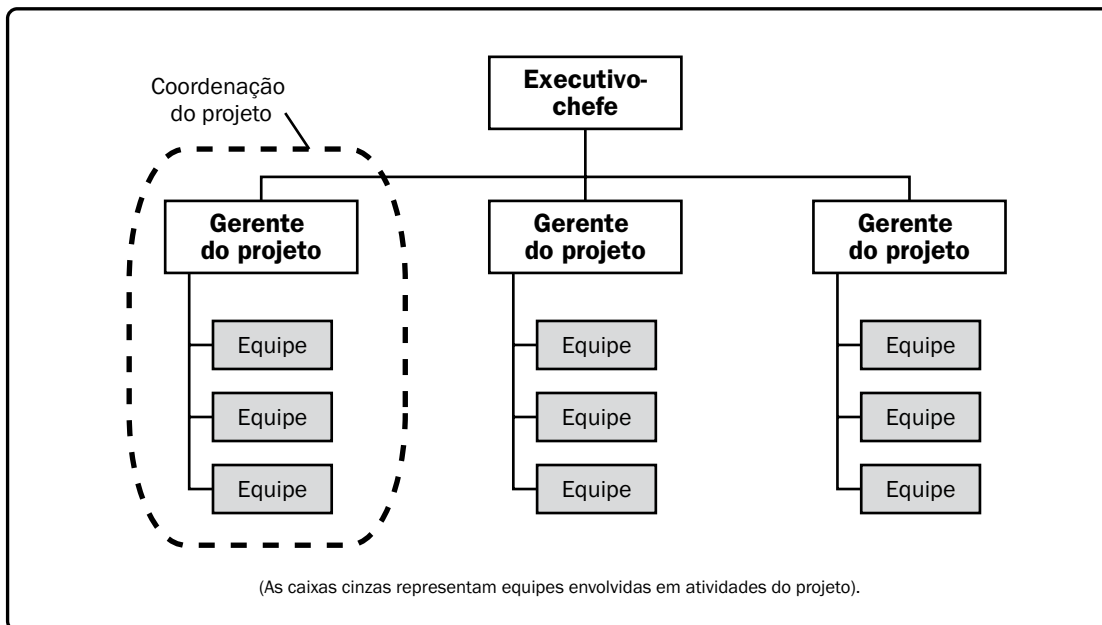 Coordenação
do projeto
Executivo-
chefe
Gerente
do projeto
Gerente
do projeto
Gerente
do projeto
Equipe
Equipe
Equipe
Equipe
Equipe
Equipe
Equipe
Equipe
Equipe
(As caixas cinzas representam equipes envolvidas em atividades do projeto).